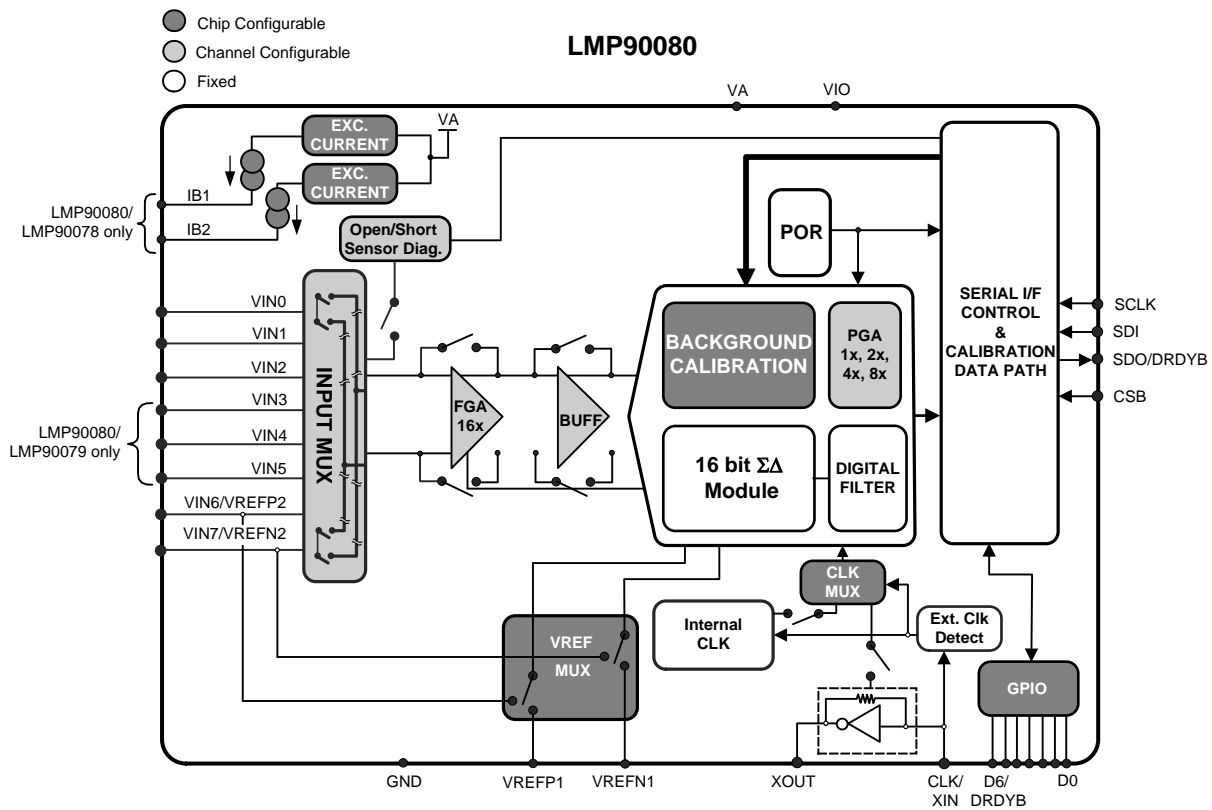 Chip Configurable
Channel Configurable
Fixed
LMP90080
VA
VIO
EXC.
CURRENT
VA
EXC.
CURRENT
IB1
IB2
LMP90080/
LMP90078 only
Open/Short
Sensor Diag.
POR
SERIAL I/F
CONTROL
&
CALIBRATION
DATA PATH
SCLK
SDI
SDO/DRDYB
CSB
VIN0
VIN1
VIN2
VIN3
VIN4
VIN5
VIN6/VREFP2
VIN7/VREFN2
LMP90080/
LMP90079 only
INPUT MUX
FGA
16x
BUFF
BACKGROUND
CALIBRATION
PGA
1x, 2x,
4x, 8x
16 bit ΣΔ
Module
DIGITAL
FILTER
CLK
MUX
Internal
CLK
Ext. Clk
Detect
VREF
MUX
GPIO
GND
VREFP1
VREFN1
XOUT
CLK/
XIN
D6/
DRDYB
D0